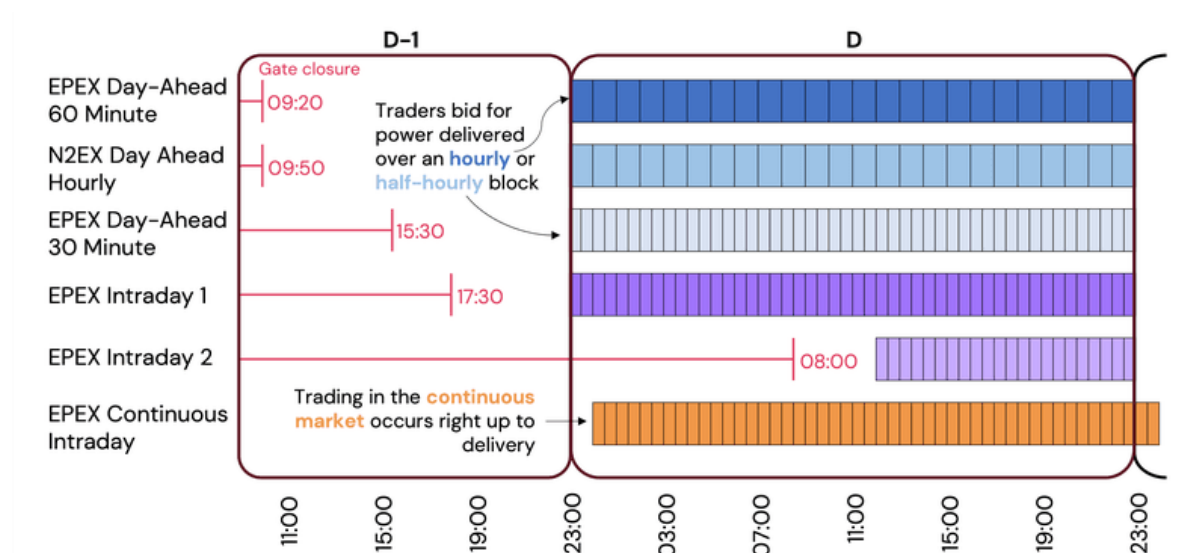 D-1
D
EPEX Day-Ahead
60 Minute
Gate closure
09:20
Traders bid for
power delivered
over an hourly or
half-hourly block
N2EX Day Ahead
Hourly
09:50
EPEX Day-Ahead
30 Minute
15:30
EPEX Intraday 1
17:30
EPEX Intraday 2
08:00
EPEX Continuous
Intraday
Trading in the continuous
market occurs right up to
delivery
11:00
15:00
19:00
23:00
03:00
07:00
11:00
15:00
19:00
23:00